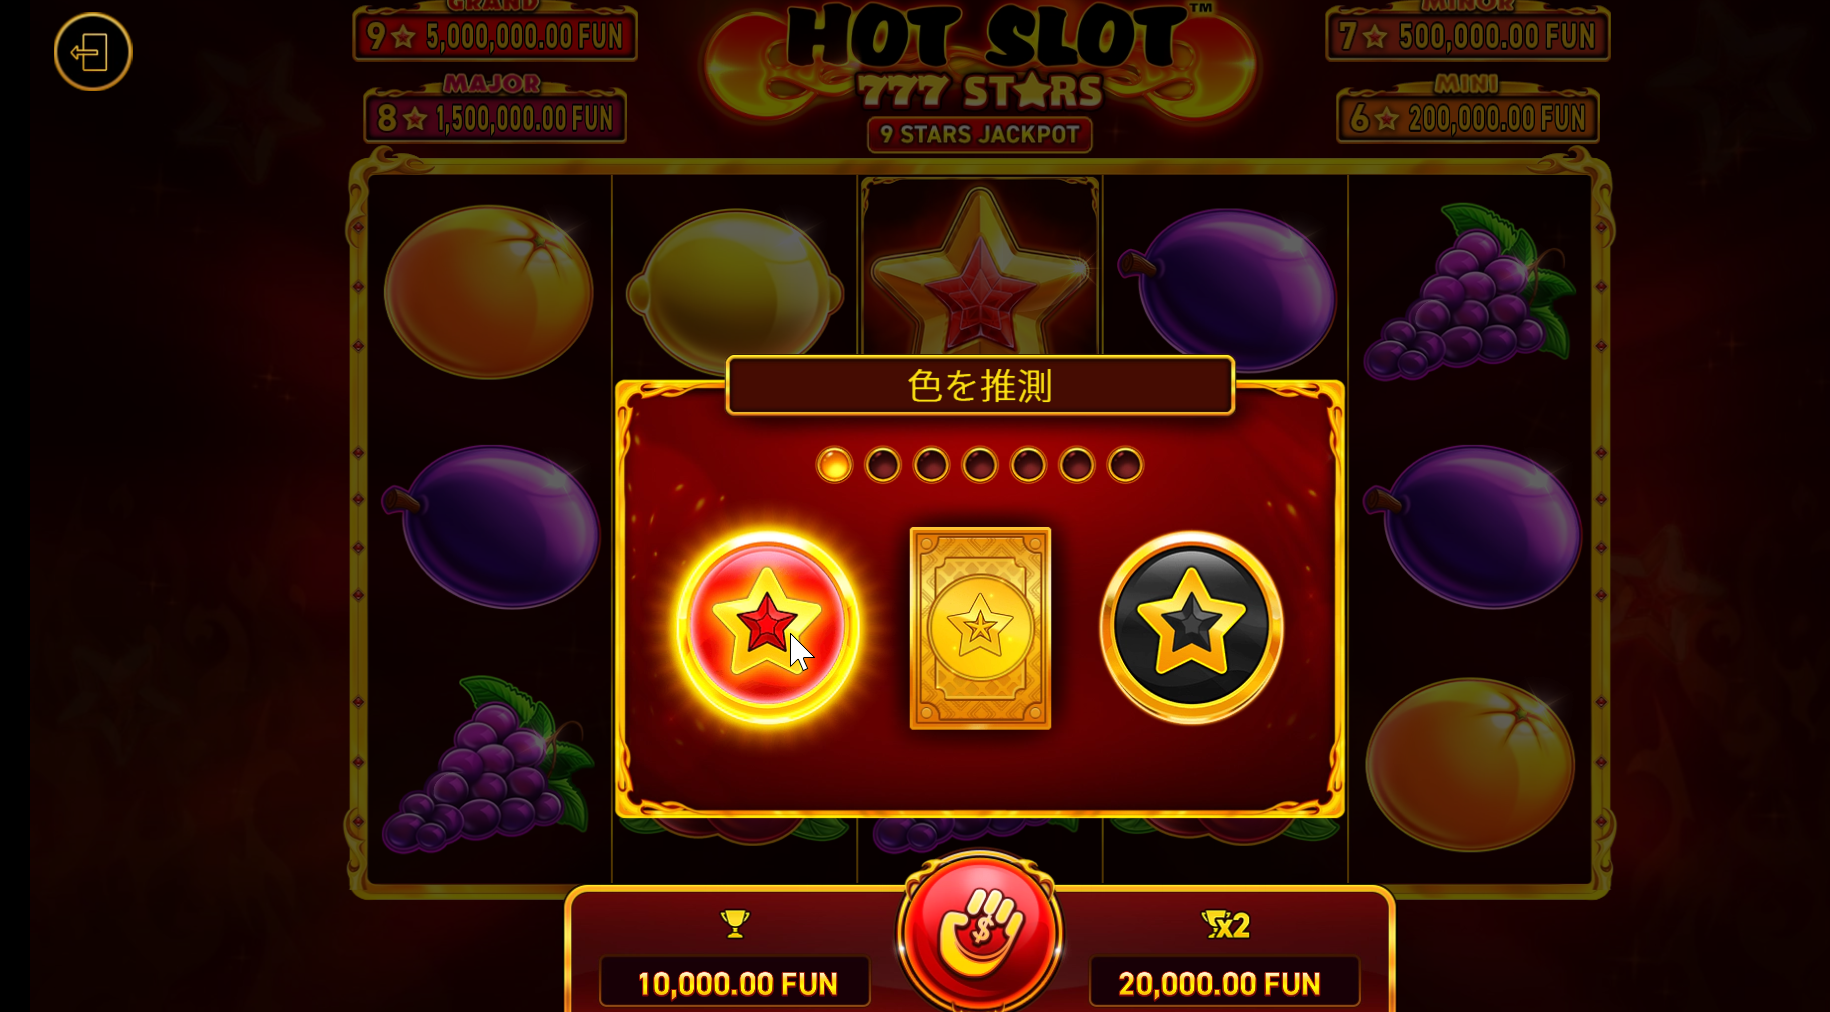 GRAND
9 5,000,000.00 FUN
MAJOR
8 1,500,000.00 FUN
HOT SLOT™
777 STARS
9 STARS JACKPOT
MINOR
7 500,000.00 FUN
MINI
6 200,000.00 FUN
色を推測
x2
10,000.00 FUN
20,000.00 FUN